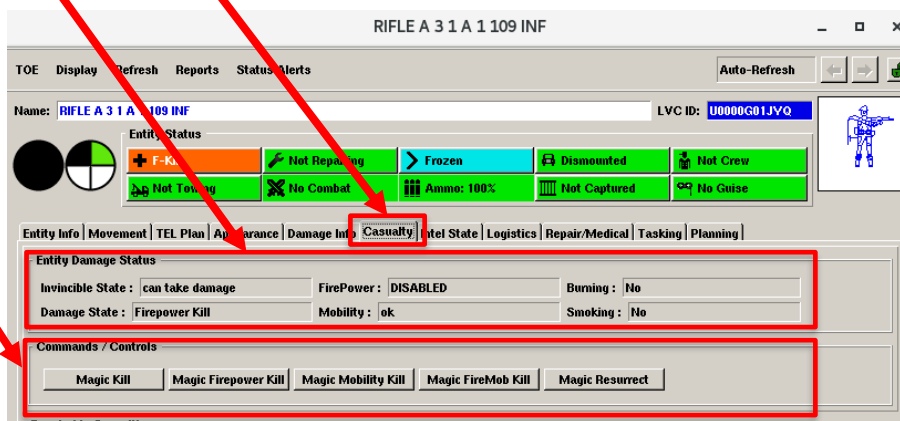 RIFLE A 3 1 A 1 109 INF
TOE Display Refresh Reports Status Alerts Auto-Refresh
Name: RIFLE A 3 1 A 1 109 INF LVC ID: U0000G01JYQ
Entity Status
Not Repairing Frozen Dismounted Not Crew
Not Towing No Combat Ammo: 100% Not Captured No Guise
Entity Info Movement TEL Plan Appearance Damage Info Casualty Intel State Logistics Repair/Medical Tasking Planning
Entity Damage Status
Invincible State : can take damage FirePower : DISABLED Burning : No
Damage State : Firepower Kill Mobility : ok Smoking : No
Commands / Controls
Magic Kill Magic Firepower Kill Magic Mobility Kill Magic FireMob Kill Magic Resurrect